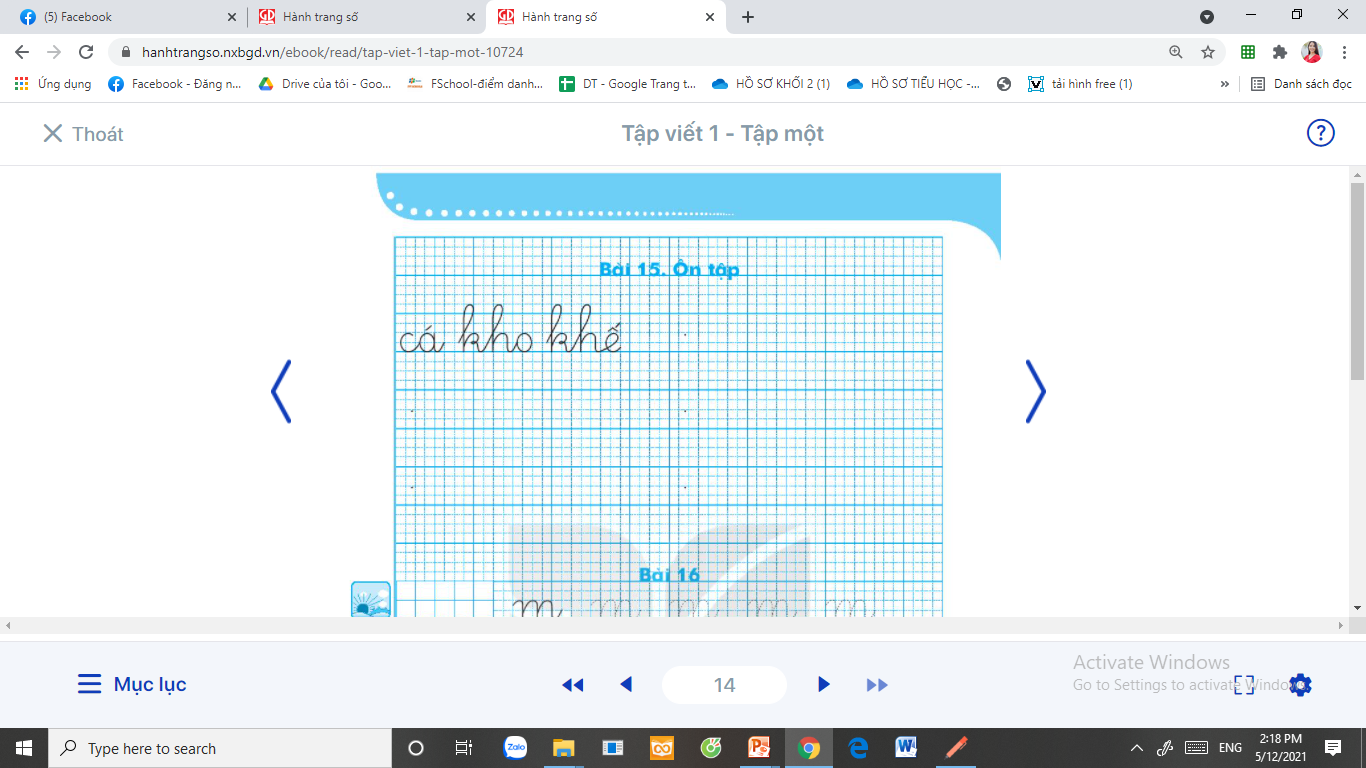 (5) Facebook
Hành trang số
Hành trang số
hanhtrangso.nxbgd.vn/ebook/read/tap-viet-1-tap-mot-10724
Ứng dụng Facebook - Đăng n... Drive của tôi - Goo... FSchool-điểm danh... DT - Google Trang t... HỒ SƠ KHỐI 2 (1) HỒ SƠ TIỂU HỌC -... tải hình free (1) » Danh sách đọc
Thoát Tập viết 1 - Tập một ?
Bài 15. Ôn tập
cá kho khế
Bài 16
m m m m m
Activate Windows
Go to Settings to activate Windows.
Mục lục 14
Type here to search
Zalo
ENG
2:18 PM
5/12/2021